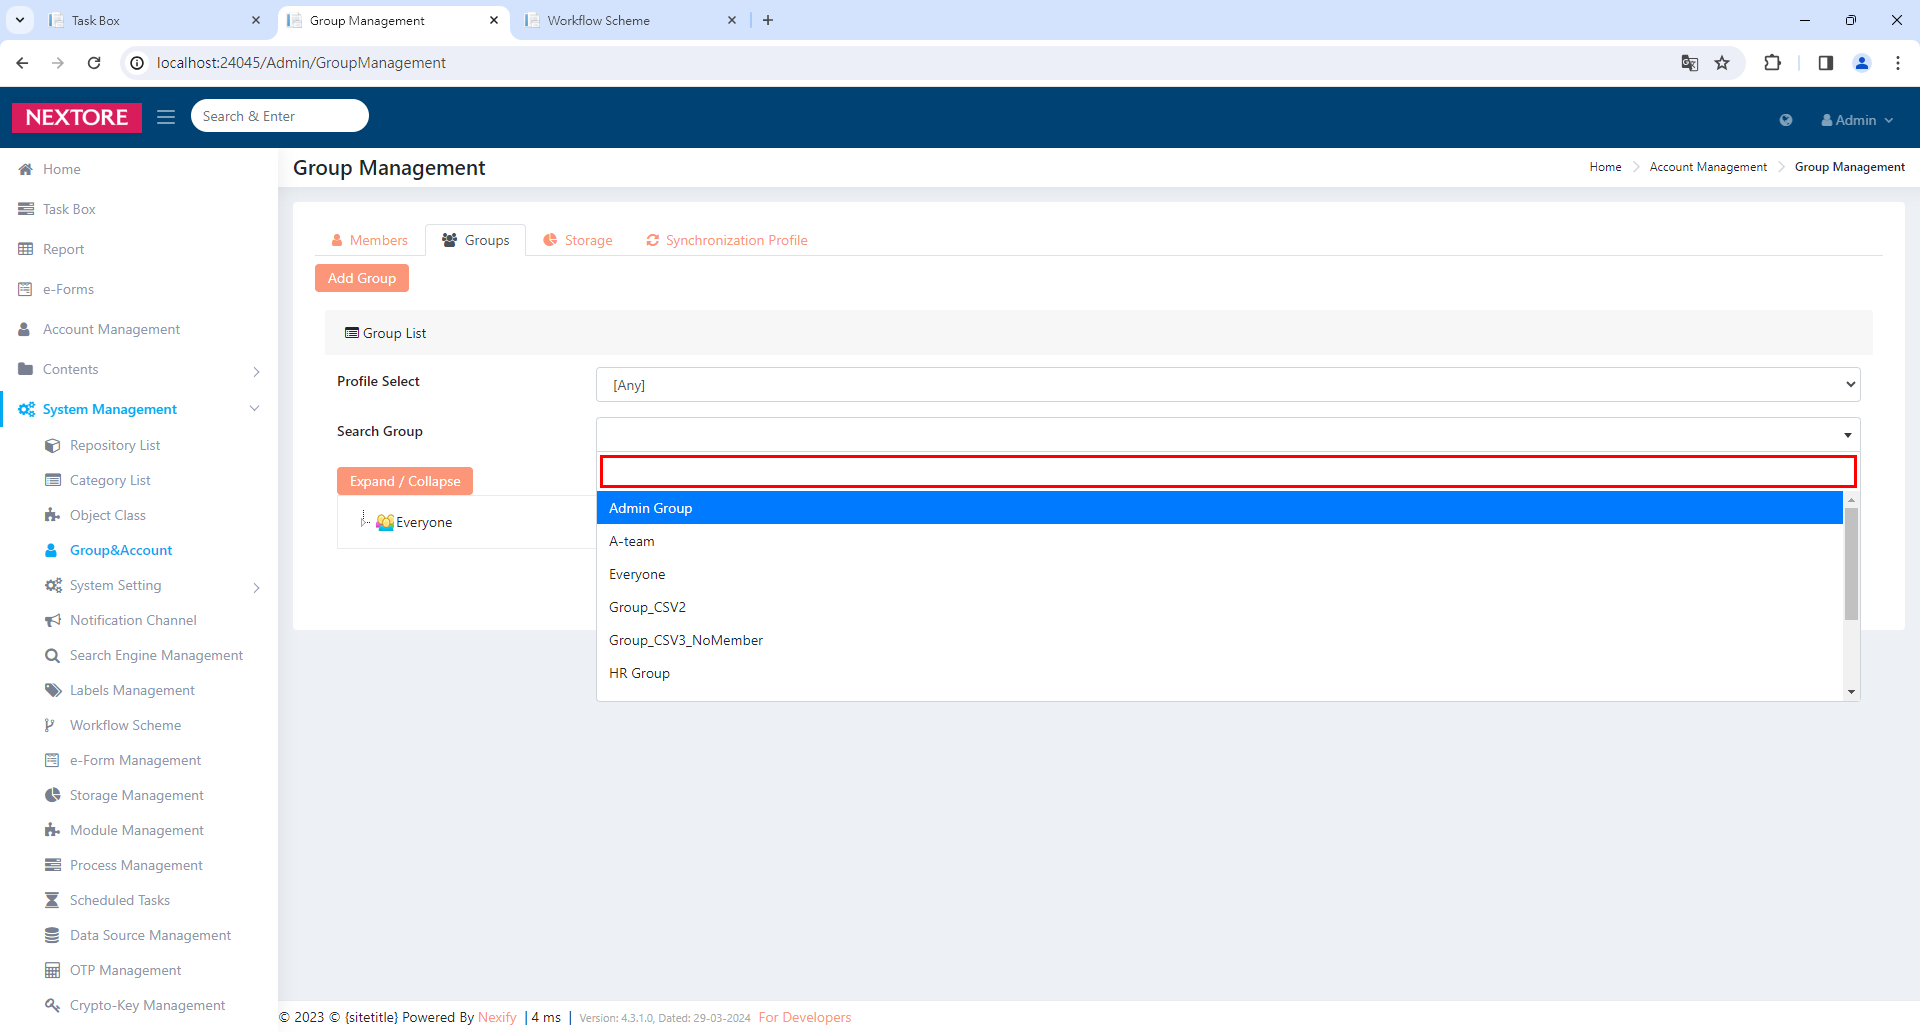 Task Box
Group Management
Workflow Scheme
localhost:24045/Admin/GroupManagement
NEXTORE
Search & Enter
Admin
Home
Task Box
Report
e-Forms
Account Management
Contents
System Management
Repository List
Category List
Object Class
Group&Account
System Setting
Notification Channel
Search Engine Management
Labels Management
Workflow Scheme
e-Form Management
Storage Management
Module Management
Process Management
Scheduled Tasks
Data Source Management
OTP Management
Crypto-Key Management
Group Management
Home > Account Management > Group Management
Members
Groups
Storage
Synchronization Profile
Add Group
Group List
Profile Select
[Any]
Search Group
Expand / Collapse
Everyone
Admin Group
A-team
Everyone
Group_CSV2
Group_CSV3_NoMember
HR Group
© 2023 © {sitetitle} Powered By Nexify | 4 ms | Version: 4.3.1.0, Dated: 29-03-2024 For Developers